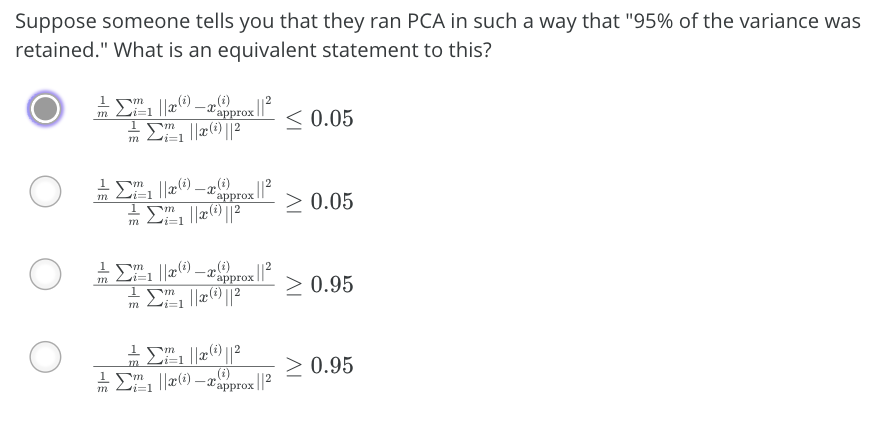 Suppose someone tells you that they ran PCA in such a way that "95% of the variance was
retained." What is an equivalent statement to this?
$\frac{\frac{1}{m} \sum_{i=1}^{m} ||x^{(i)} - x_{\text{approx}}^{(i)}||^2}{\frac{1}{m} \sum_{i=1}^{m} ||x^{(i)}||^2} \leq 0.05$
$\frac{\frac{1}{m} \sum_{i=1}^{m} ||x^{(i)} - x_{\text{approx}}^{(i)}||^2}{\frac{1}{m} \sum_{i=1}^{m} ||x^{(i)}||^2} \geq 0.05$
$\frac{\frac{1}{m} \sum_{i=1}^{m} ||x^{(i)} - x_{\text{approx}}^{(i)}||^2}{\frac{1}{m} \sum_{i=1}^{m} ||x^{(i)}||^2} \geq 0.95$
$\frac{\frac{1}{m} \sum_{i=1}^{m} ||x^{(i)}||^2}{\frac{1}{m} \sum_{i=1}^{m} ||x^{(i)} - x_{\text{approx}}^{(i)}||^2} \geq 0.95$